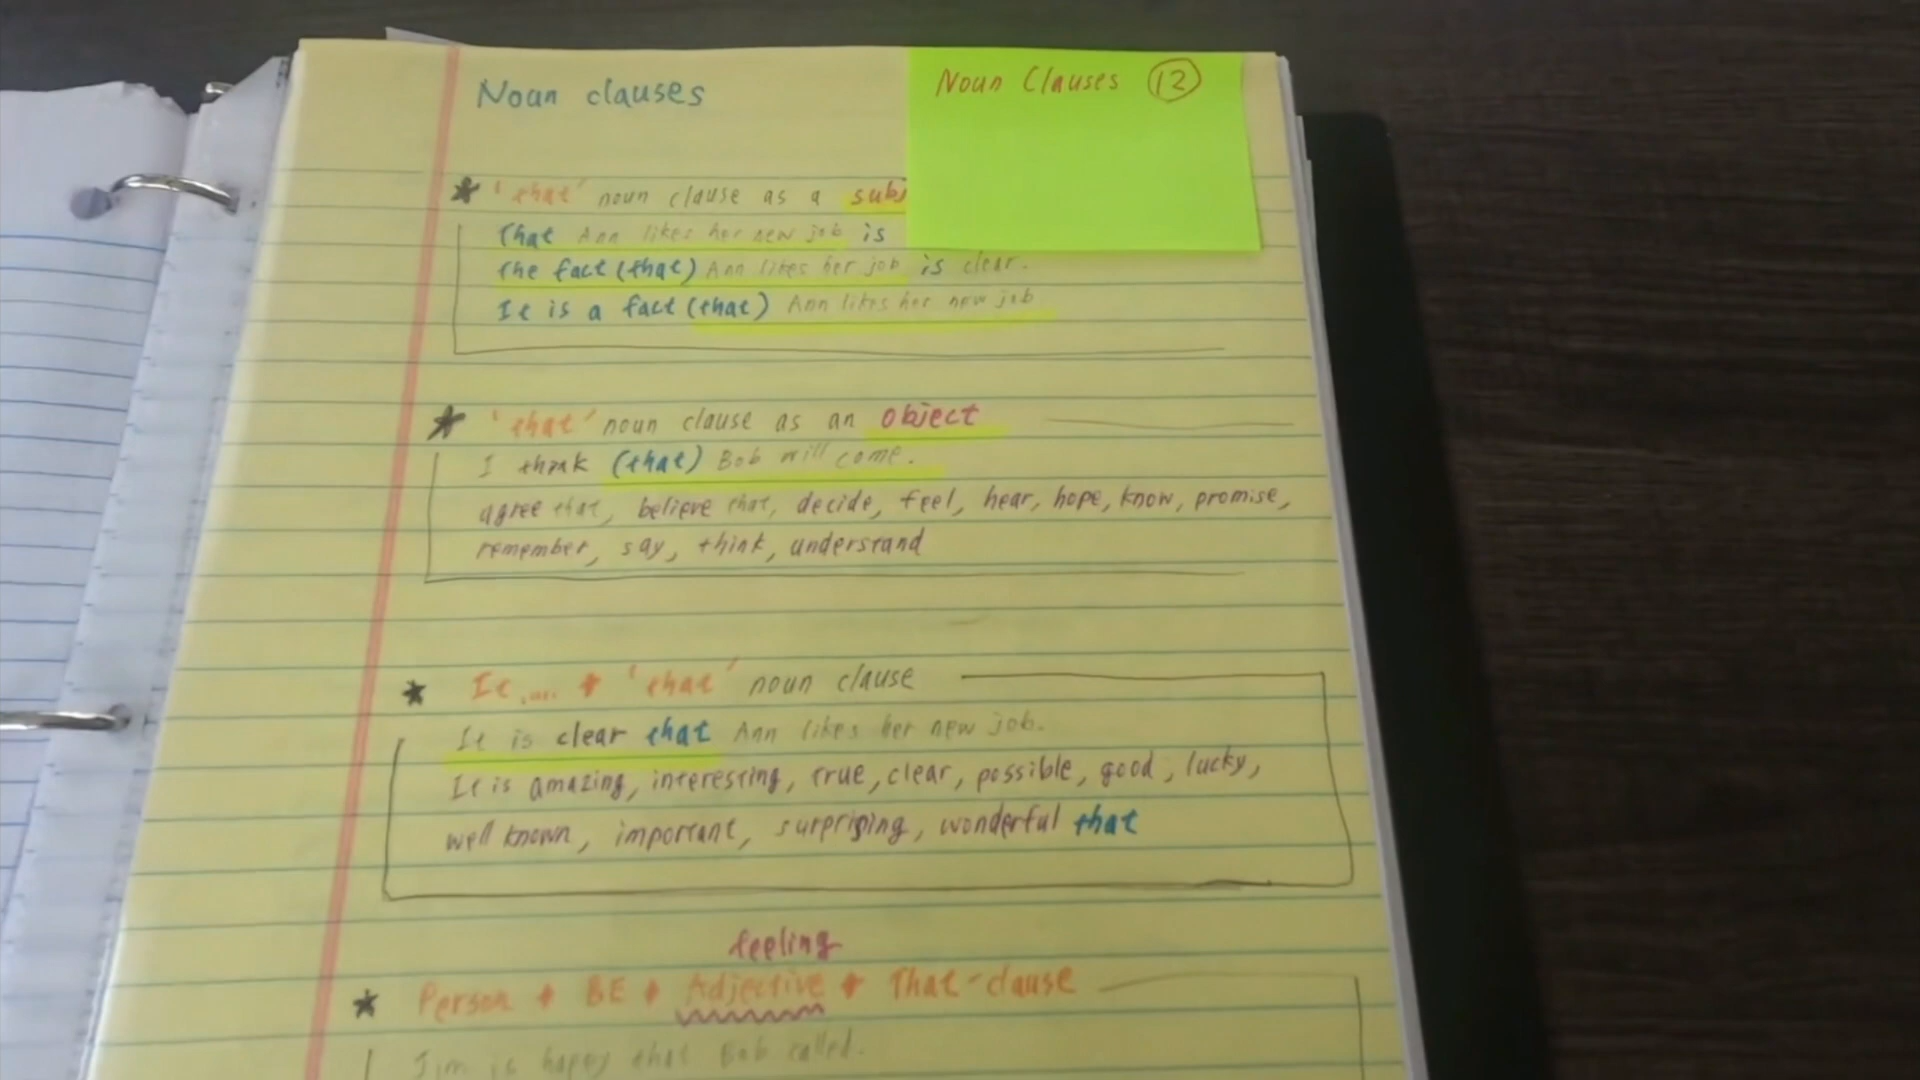 Noun clauses
Noun Clauses 12
'that' noun clause as a subj
That Ann likes her new job is
The fact (that) Ann likes her job is clear.
It is a fact (that) Ann likes her new job
'that' noun clause as an object
I think (that) Bob will come.
agree that, believe that, decide, feel, hear, hope, know, promise,
remember, say, think, understand
It .... + 'that' noun clause
It is clear that Ann likes her new job.
It is amazing, interesting, true, clear, possible, good, lucky,
well known, important, surprising, wonderful that
feeling
Person + BE + Adjective + That-clause
Jim is happy that Bob called.